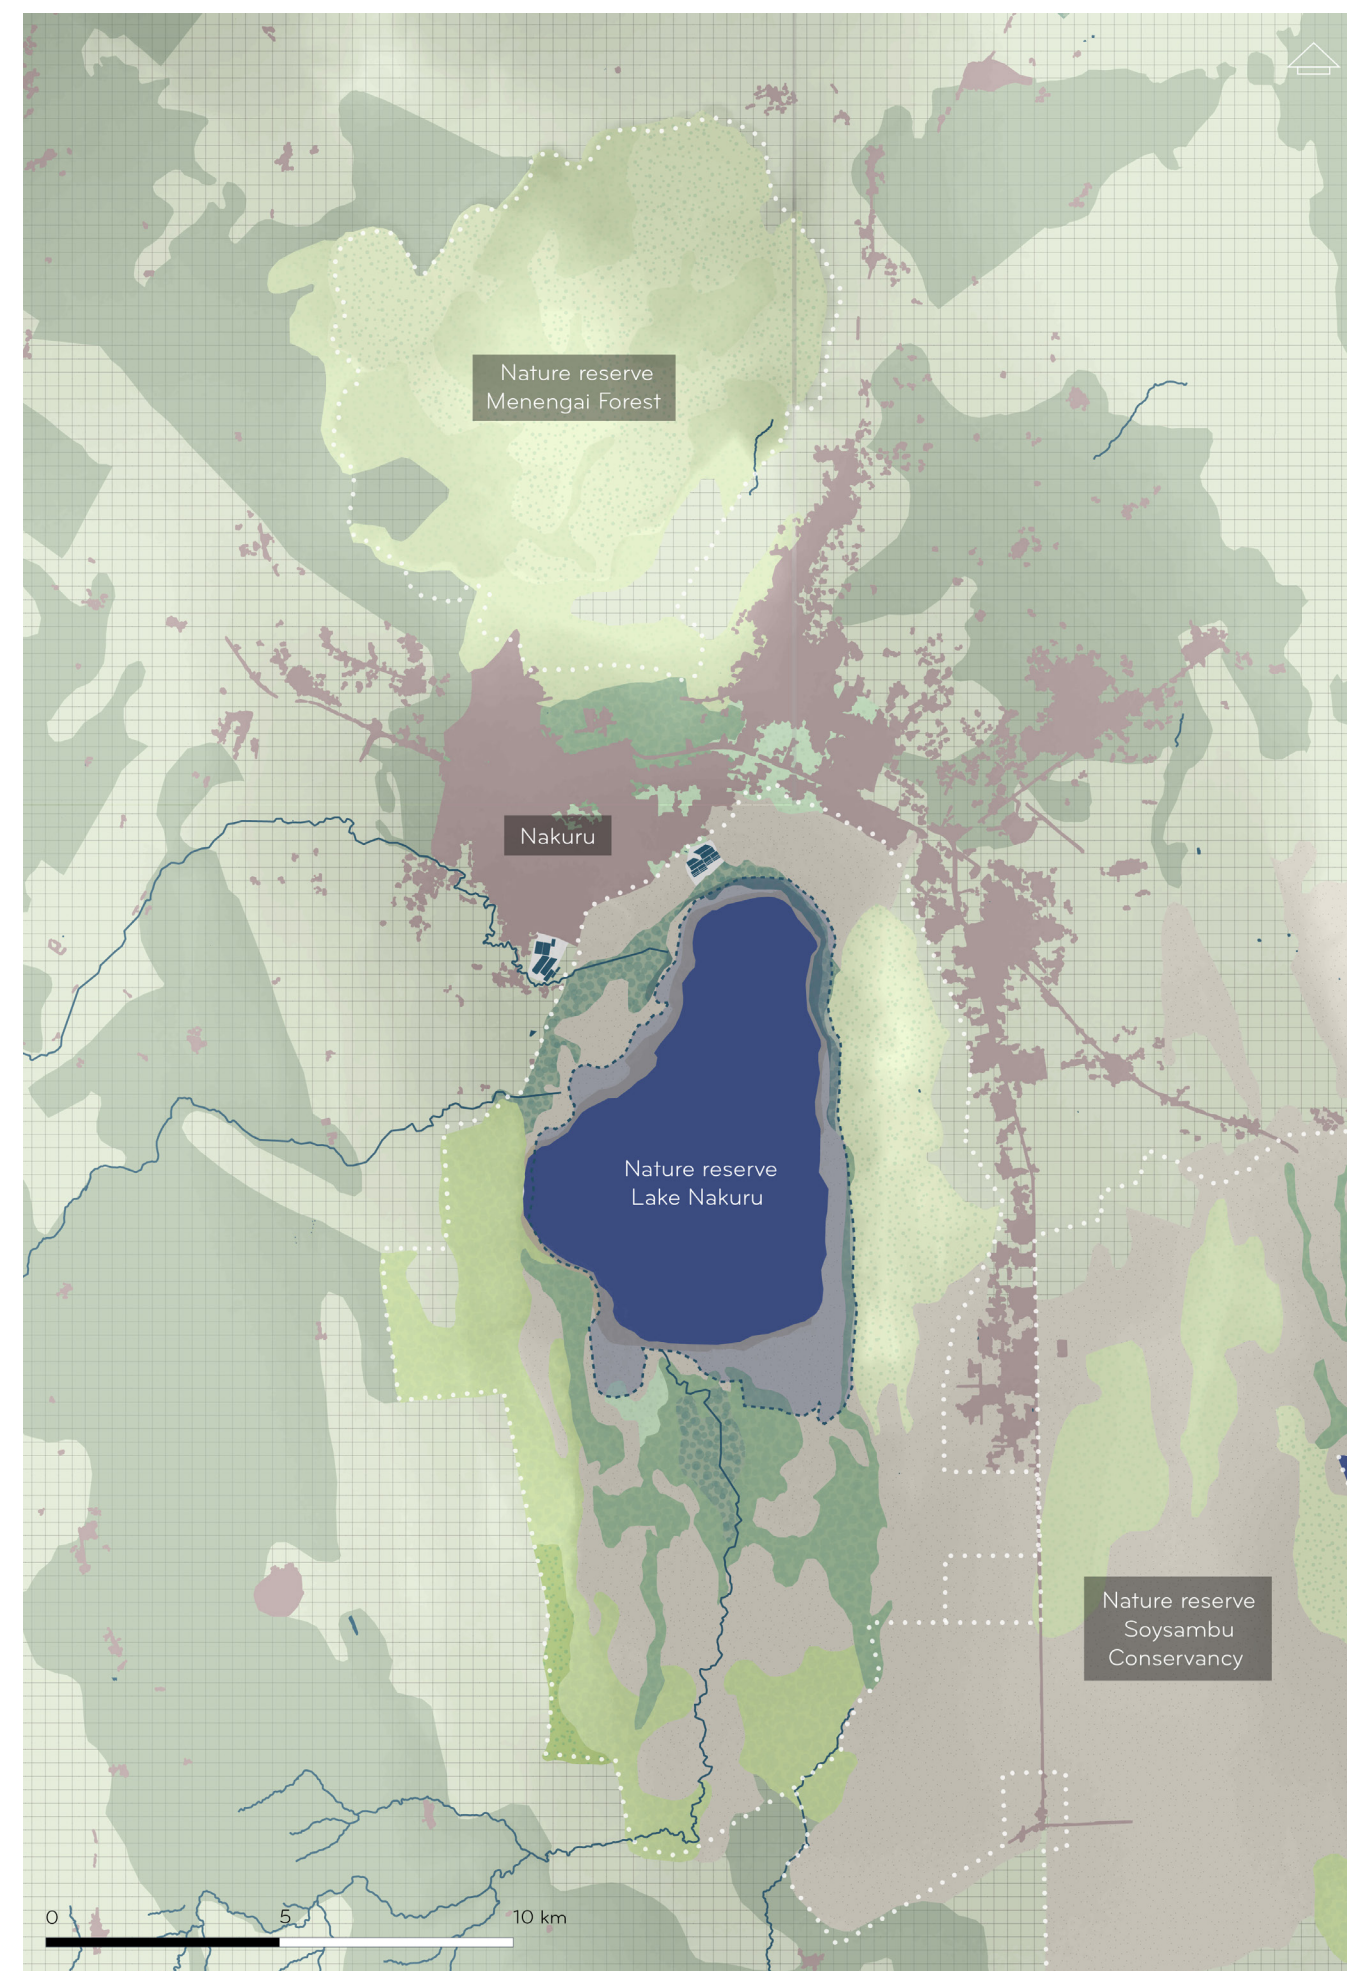 Nature reserve
Menengai Forest
Nakuru
Nature reserve
Lake Nakuru
Nature reserve
Soysambu
Conservancy
0 5 10 km